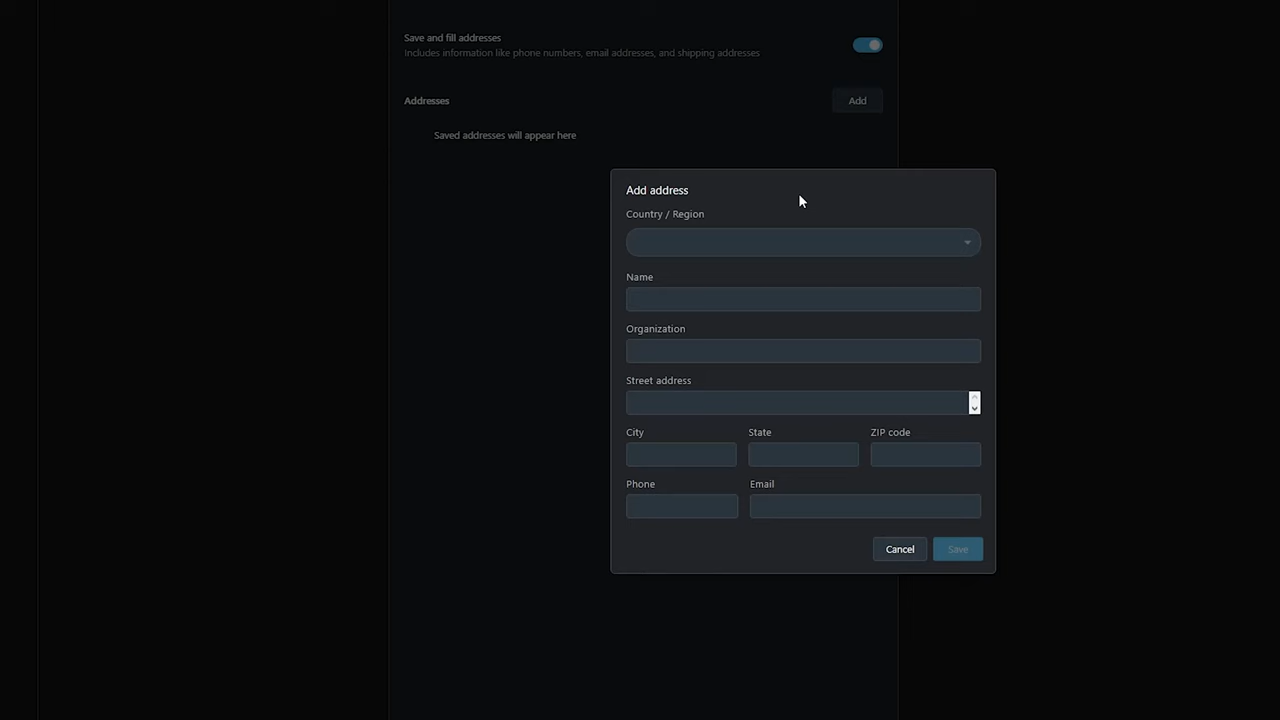 Save and fill addresses
Includes information like phone numbers, email addresses, and shipping addresses
Addresses
Add
Saved addresses will appear here
Add address
Country / Region
Name
Organization
Street address
City State ZIP code
Phone Email
Cancel Save